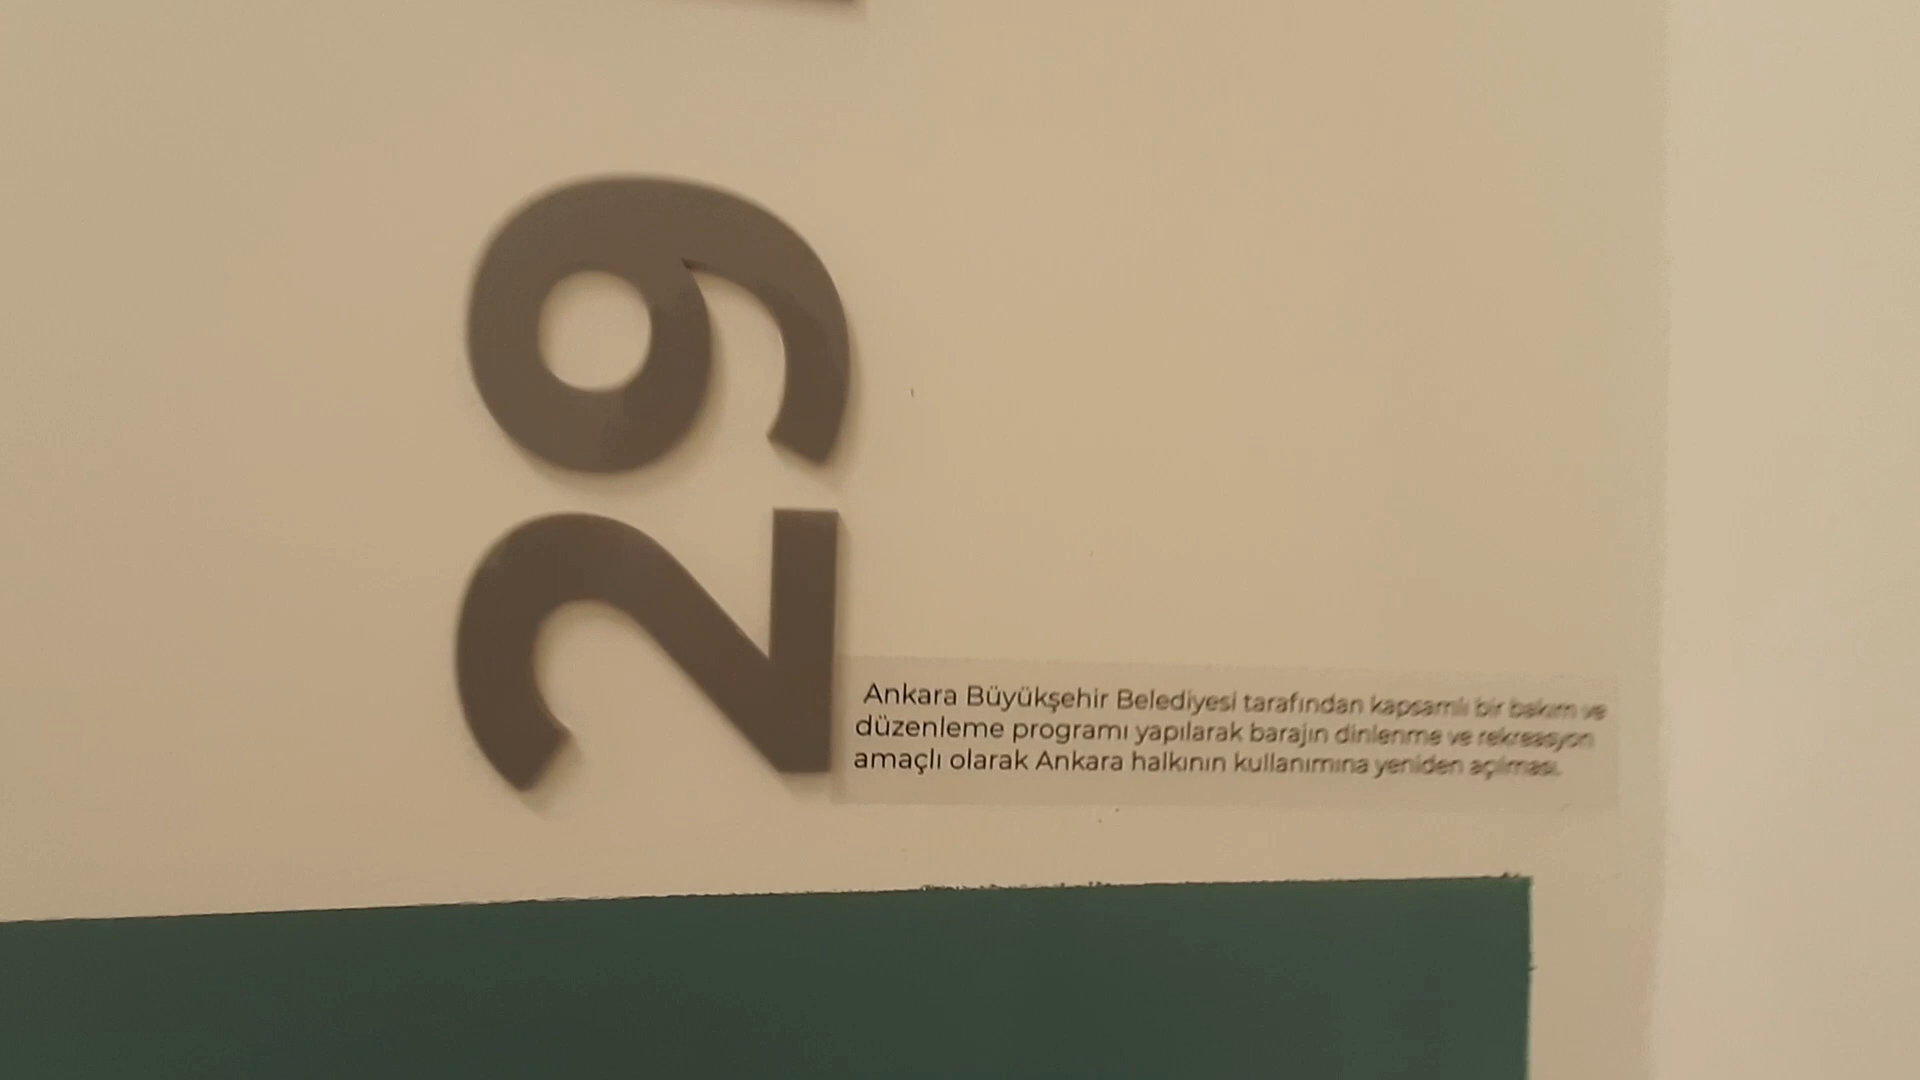 29
Ankara Büyükşehir Belediyesi tarafından kapsamlı bir bakım ve
düzenleme programı yapılarak barajın dinlenme ve rekreasyon
amaçlı olarak Ankara halkının kullanımına yeniden açılması.